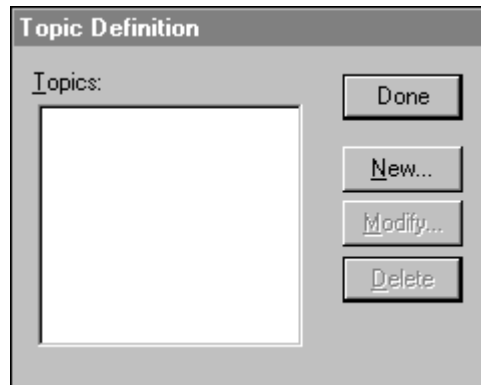 Topic Definition
Topics:
Done
New...
Modify...
Delete